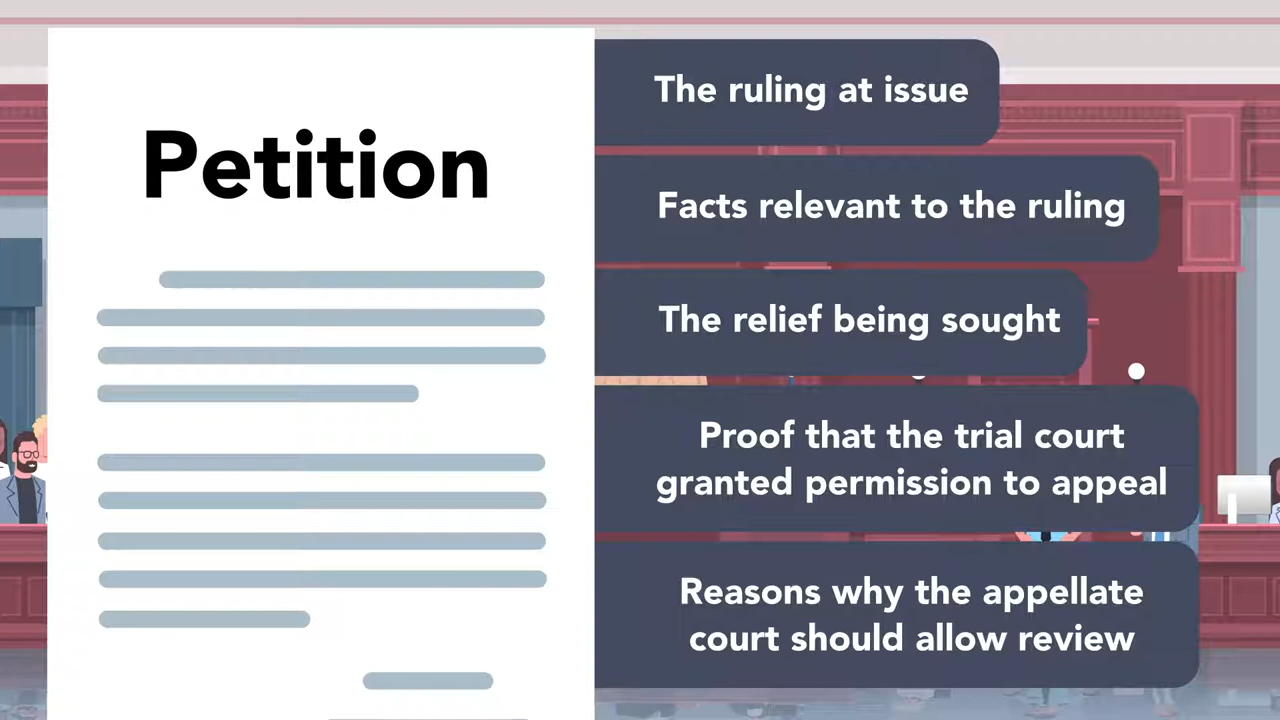 Petition
The ruling at issue
Facts relevant to the ruling
The relief being sought
Proof that the trial court
granted permission to appeal
Reasons why the appellate
court should allow review